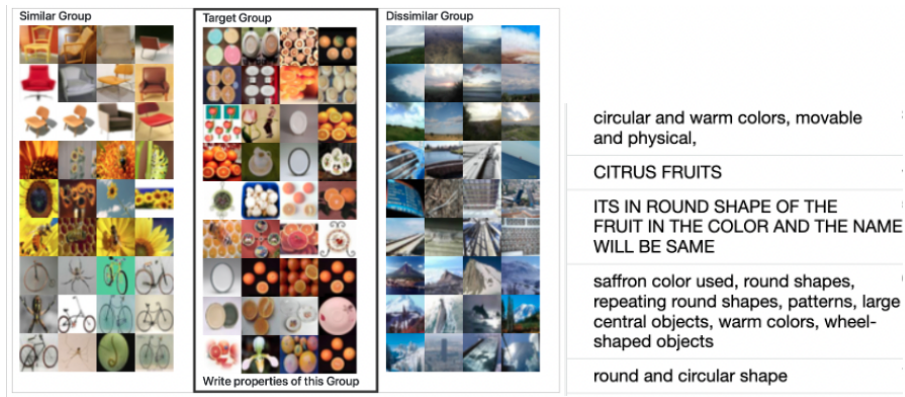 Similar Group
Target Group
Dissimilar Group
Write properties of this Group
circular and warm colors, movable
and physical,
CITRUS FRUITS
ITS IN ROUND SHAPE OF THE
FRUIT IN THE COLOR AND THE NAME
WILL BE SAME
saffron color used, round shapes,
repeating round shapes, patterns, large
central objects, warm colors, wheel-
shaped objects
round and circular shape